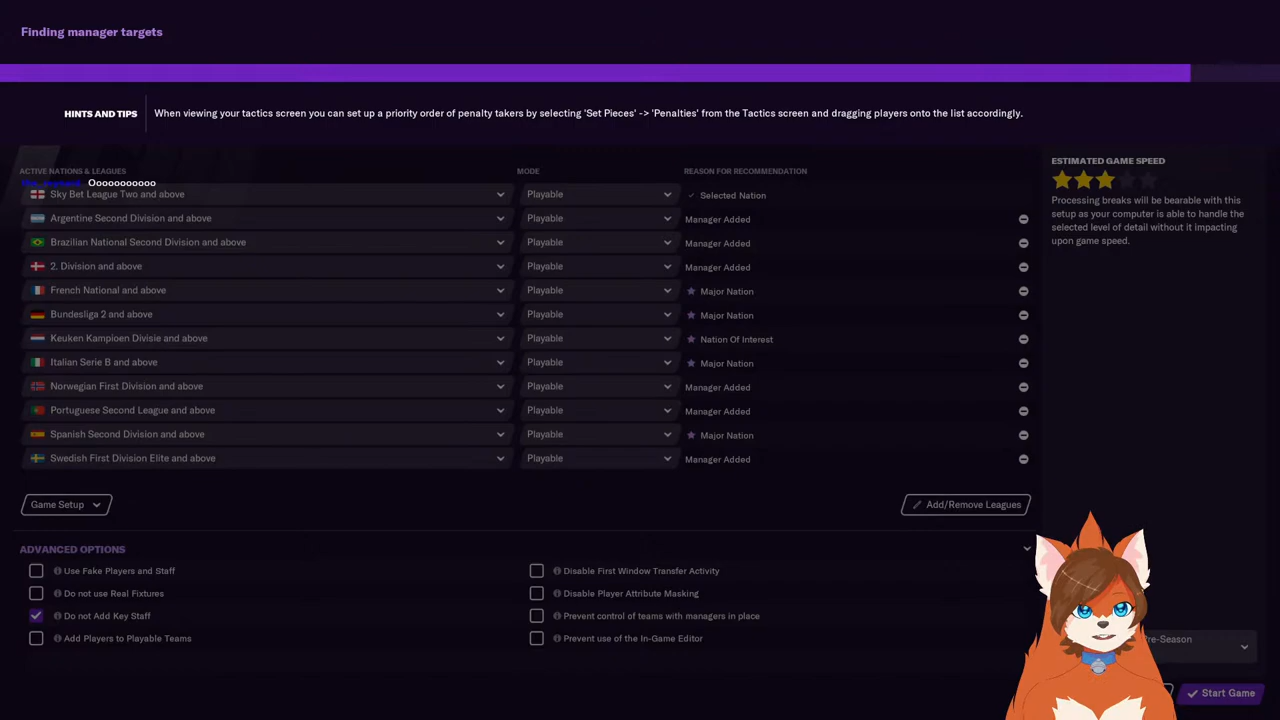 Finding manager targets
HINTS AND TIPS
When viewing your tactics screen you can set up a priority order of penalty takers by selecting 'Set Pieces' -> 'Penalties' from the Tactics screen and dragging players onto the list accordingly.
ACTIVE NATIONS & LEAGUES MODE REASON FOR RECOMMENDATION
Ooooooooooo
Sky Bet League Two and above Playable Selected Nation
Argentine Second Division and above Playable Manager Added
Brazilian National Second Division and above Playable Manager Added
2. Division and above Playable Manager Added
French National and above Playable Major Nation
Bundesliga 2 and above Playable Major Nation
Keuken Kampioen Divisie and above Playable Nation Of Interest
Italian Serie B and above Playable Major Nation
Norwegian First Division and above Playable Manager Added
Portuguese Second League and above Playable Manager Added
Spanish Second Division and above Playable Major Nation
Swedish First Division Elite and above Playable Manager Added
ESTIMATED GAME SPEED
Processing breaks will be bearable with this
setup as your computer is able to handle the
selected level of detail without it impacting
upon game speed.
Game Setup
Add/Remove Leagues
ADVANCED OPTIONS
Use Fake Players and Staff
Disable First Window Transfer Activity
Do not use Real Fixtures
Disable Player Attribute Masking
Do not Add Key Staff
Prevent control of teams with managers in place
Add Players to Playable Teams
Prevent use of the In-Game Editor
Pre-Season
Start Game